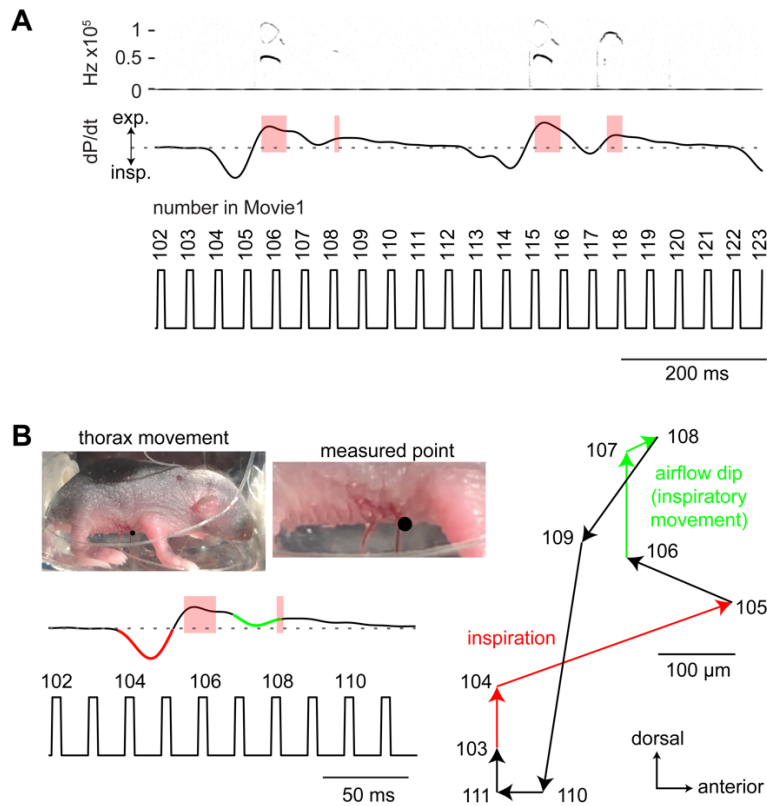 A
Hz x10⁵
1
0.5
0
dP/dt
exp.
insp.
number in Movie1
102 103 104 105 106 107 108 109 110 111 112 113 114 115 116 117 118 119 120 121 122 123
200 ms
B
thorax movement
measured point
102 104 106 108 110
50 ms
107
108
airflow dip
(inspiratory
movement)
109
106
105
inspiration
100 µm
104
103
dorsal
111
110
anterior